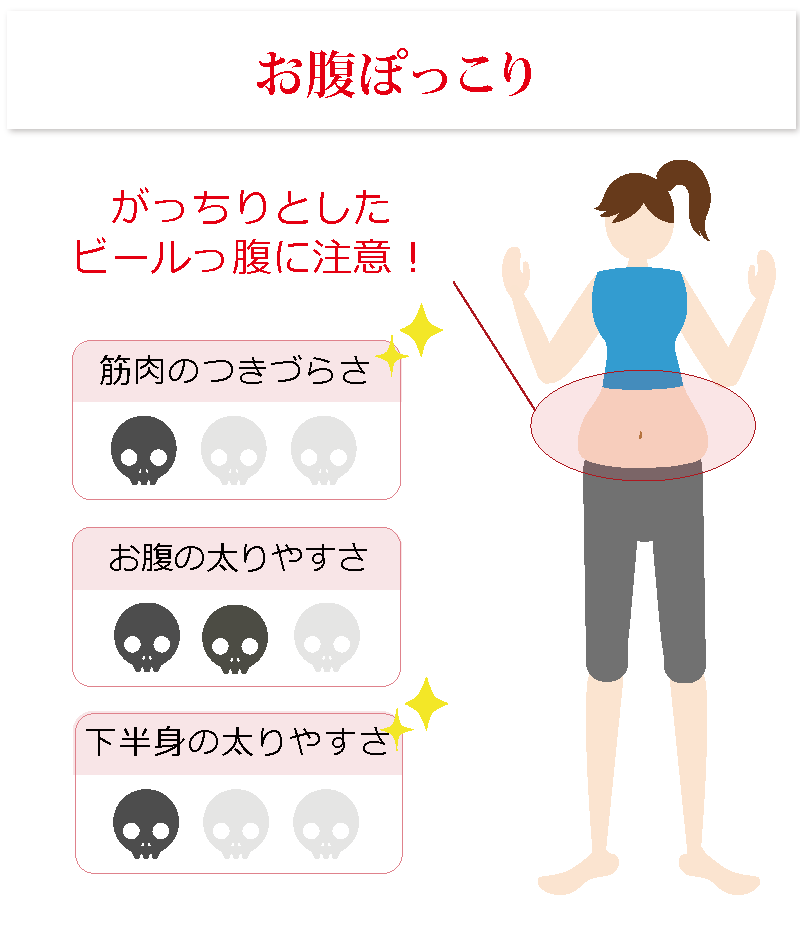 お腹ぽっこり
がっちりとした
ビールっ腹に注意！
筋肉のつきづらさ
お腹の太りやすさ
下半身の太りやすさ